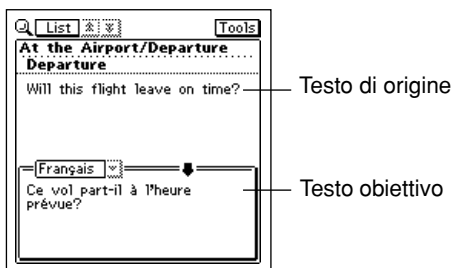 List Tools
At the Airport/Departure
Departure
Will this flight leave on time?
Testo di origine
Français
Ce vol part-il à l'heure
prévue?
Testo obiettivo